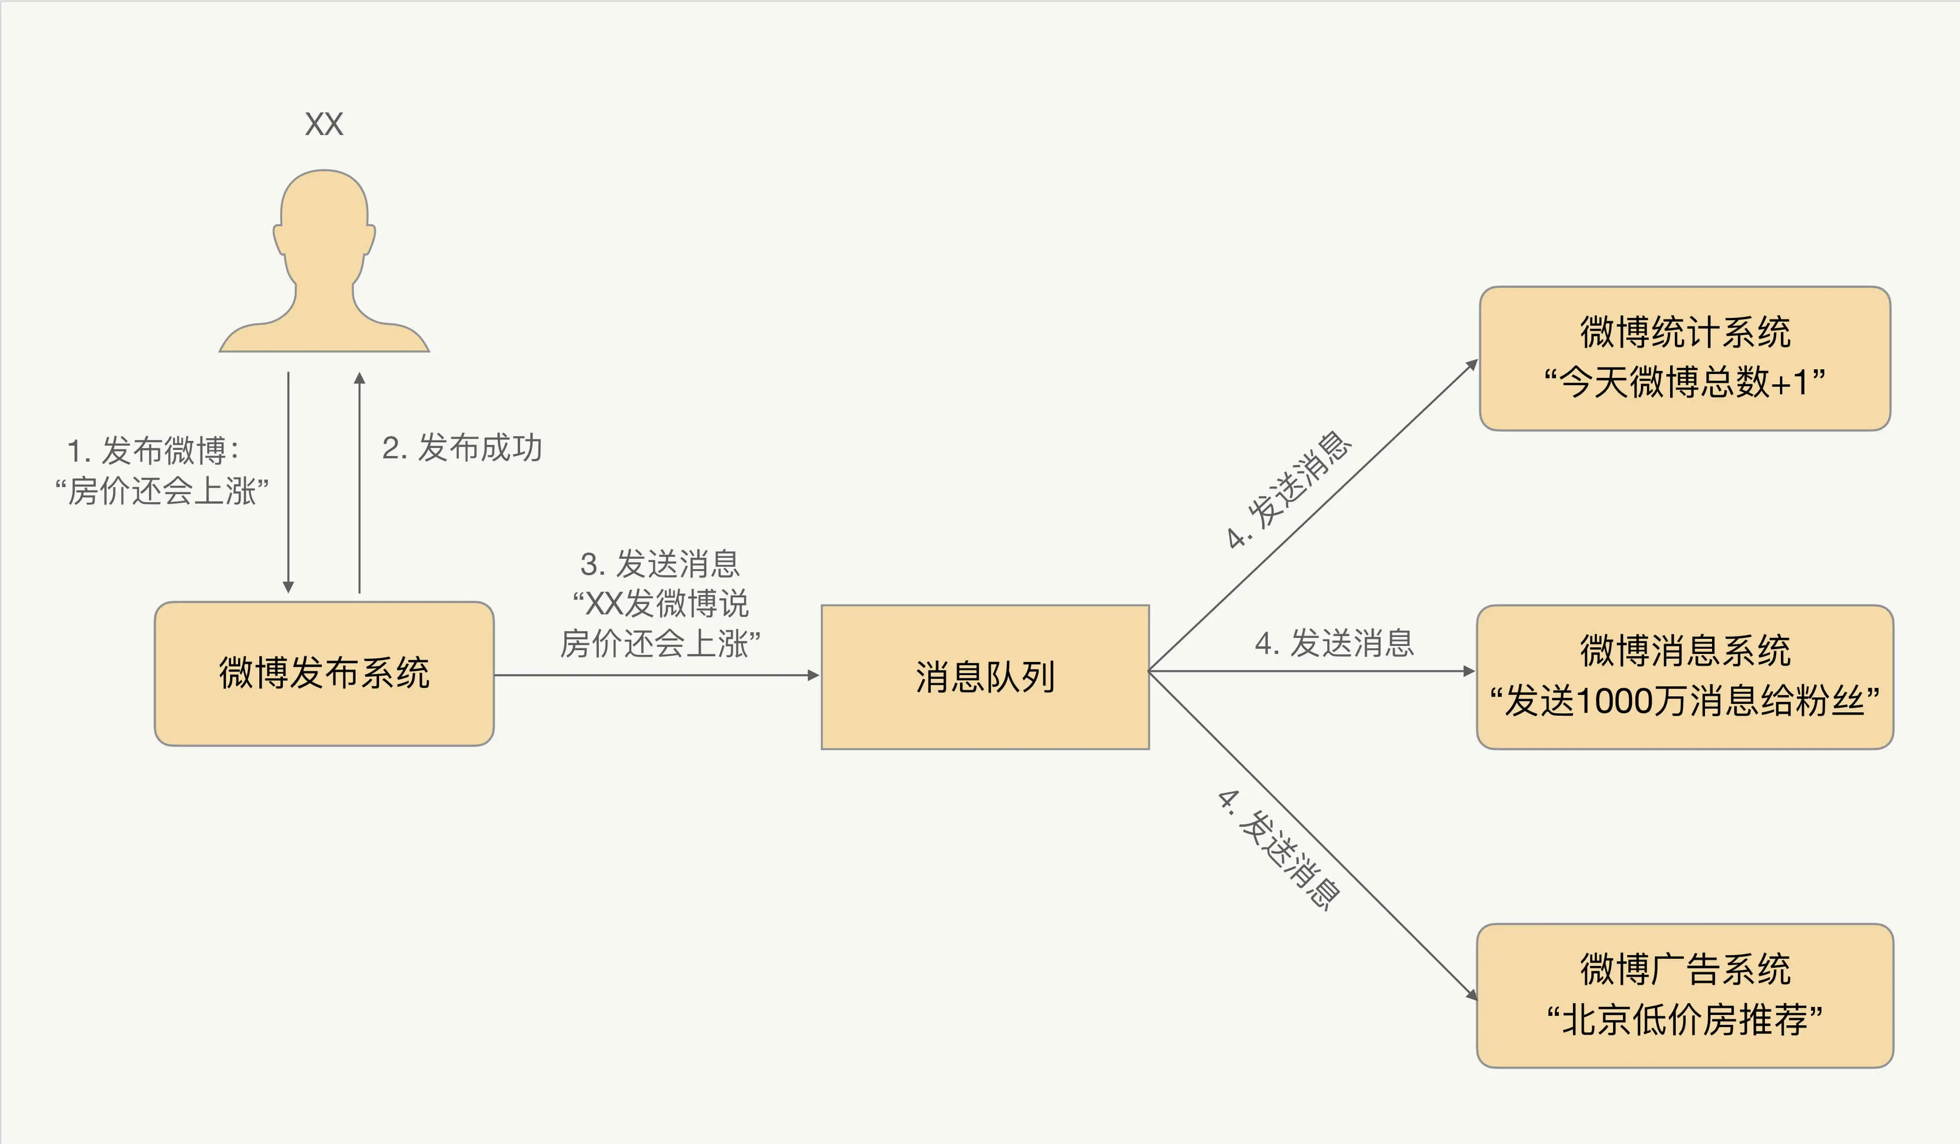 XX
1. 发布微博：
“房价还会上涨”
2. 发布成功
微博发布系统
3. 发送消息
“XX发微博说
房价还会上涨”
消息队列
4. 发送消息
微博统计系统
“今天微博总数+1”
4. 发送消息
微博消息系统
“发送1000万消息给粉丝”
4. 发送消息
微博广告系统
“北京低价房推荐”